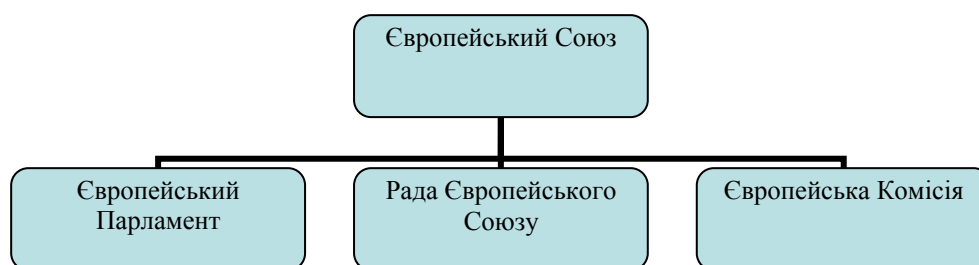 Європейський Союз
Європейський
Парламент
Рада Європейського
Союзу
Європейська Комісія